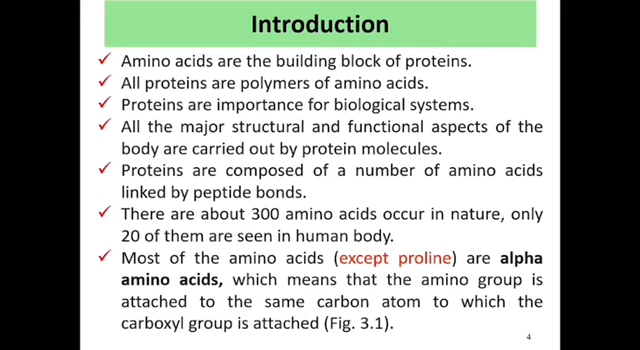 Introduction
✓ Amino acids are the building block of proteins.
✓ All proteins are polymers of amino acids.
✓ Proteins are importance for biological systems.
✓ All the major structural and functional aspects of the
body are carried out by protein molecules.
✓ Proteins are composed of a number of amino acids
linked by peptide bonds.
✓ There are about 300 amino acids occur in nature, only
20 of them are seen in human body.
✓ Most of the amino acids (except proline) are alpha
amino acids, which means that the amino group is
attached to the same carbon atom to which the
carboxyl group is attached (Fig. 3.1).
4